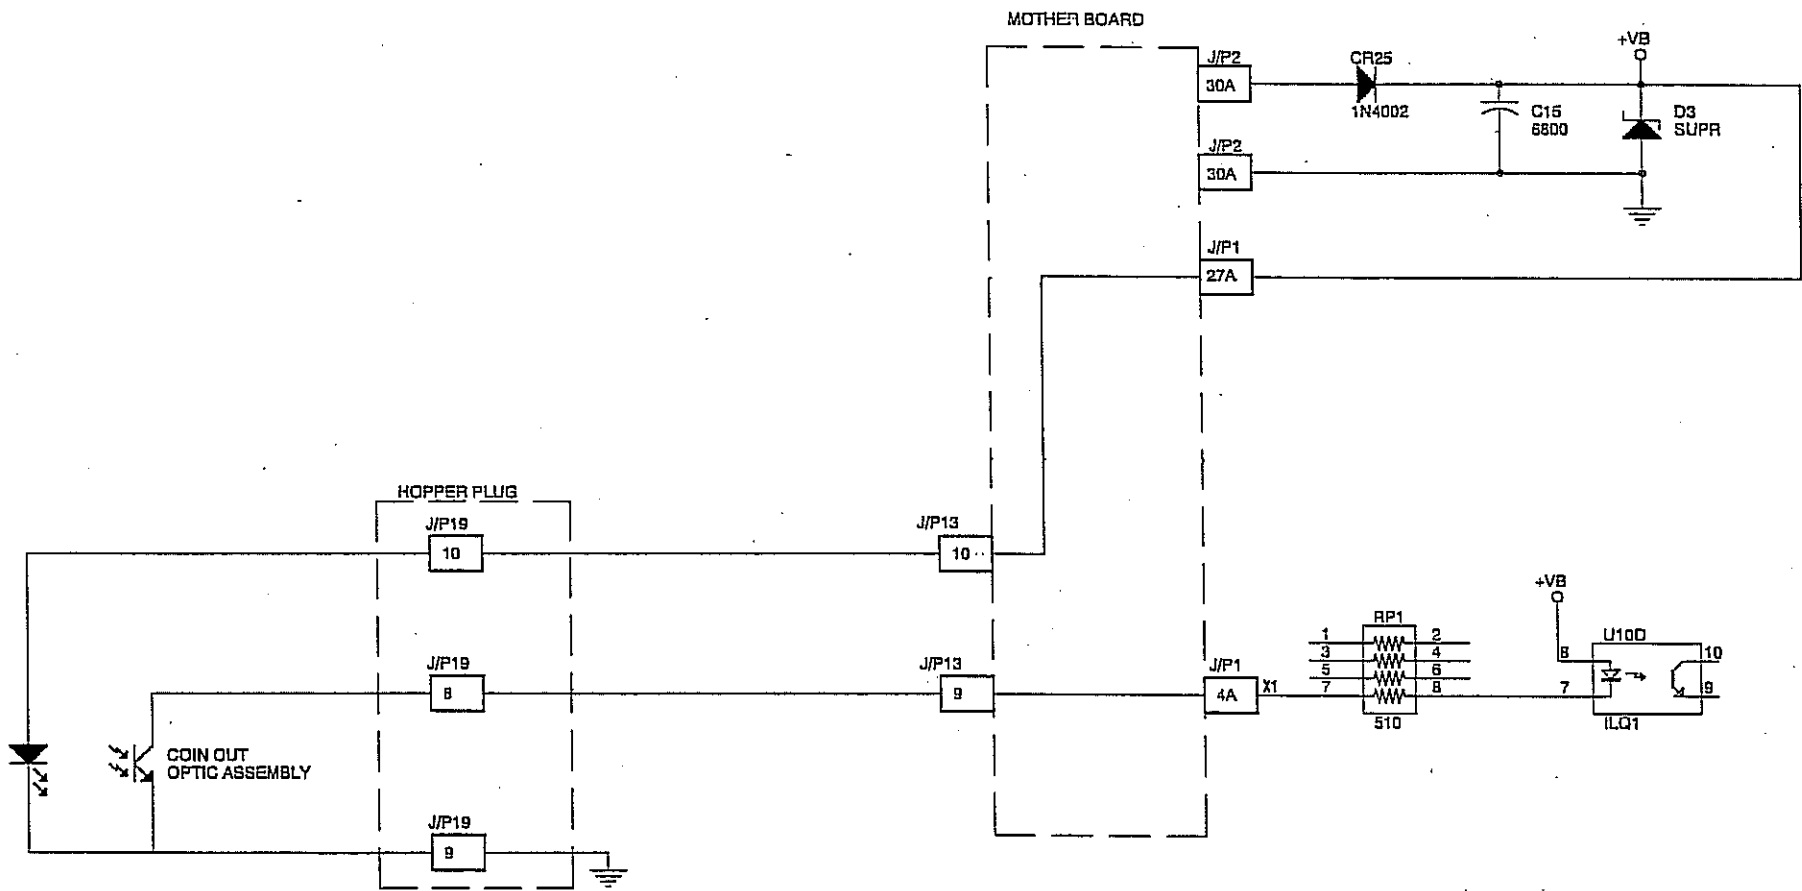 MOTHER BOARD
J/P2
30A
CR25
1N4002
C15
6800
+VB
D3
SUPR
J/P2
30A
J/P1
27A
HOPPER PLUG
J/P19
10
J/P13
10
J/P19
8
J/P13
9
J/P1
4A
X1
RP1
1 2
3 4
5 6
7 8
510
+VB
U10D
8
7
10
9
ILQ1
COIN OUT
OPTIC ASSEMBLY
J/P19
9